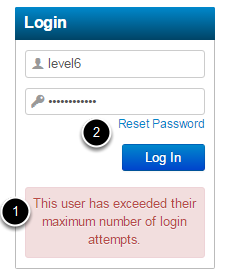 Login
level6
••••••••••••
2
Reset Password
Log In
1
This user has exceeded their
maximum number of login
attempts.